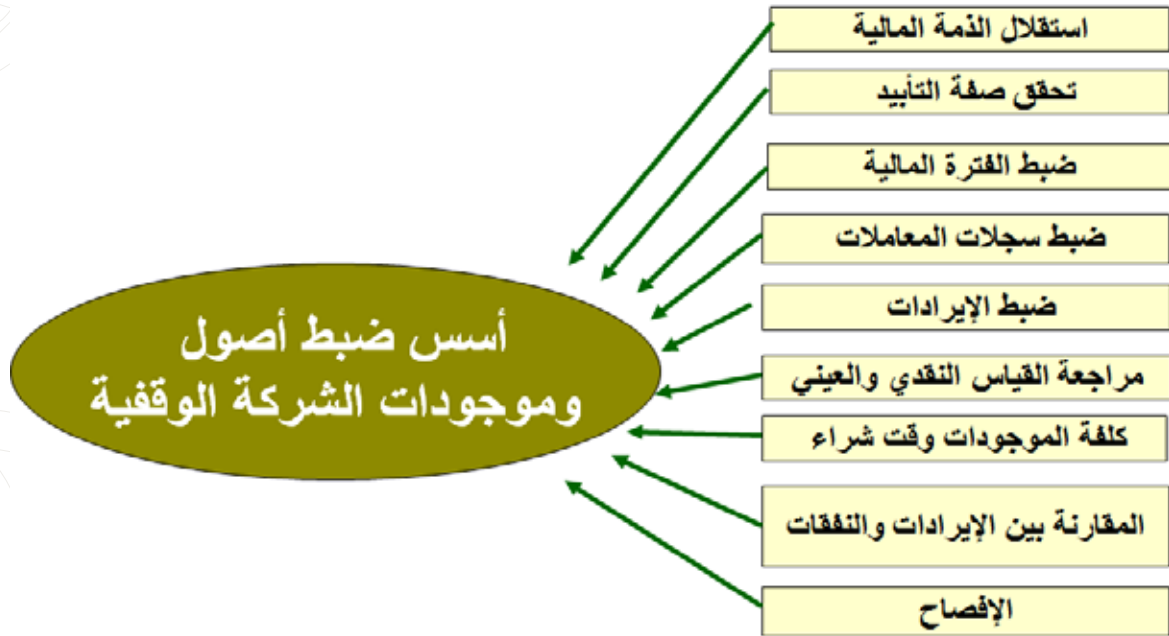 استقلال الذمة المالية
تحقق صفة التأبيد
ضبط الفترة المالية
ضبط سجلات المعاملات
ضبط الإيرادات
مراجعة القياس النقدي والعيني
كلفة الموجودات وقت شراء
المقارنة بين الإيرادات والنفقات
الإفصاح
أسس ضبط أصول
وموجودات الشركة الوقفية